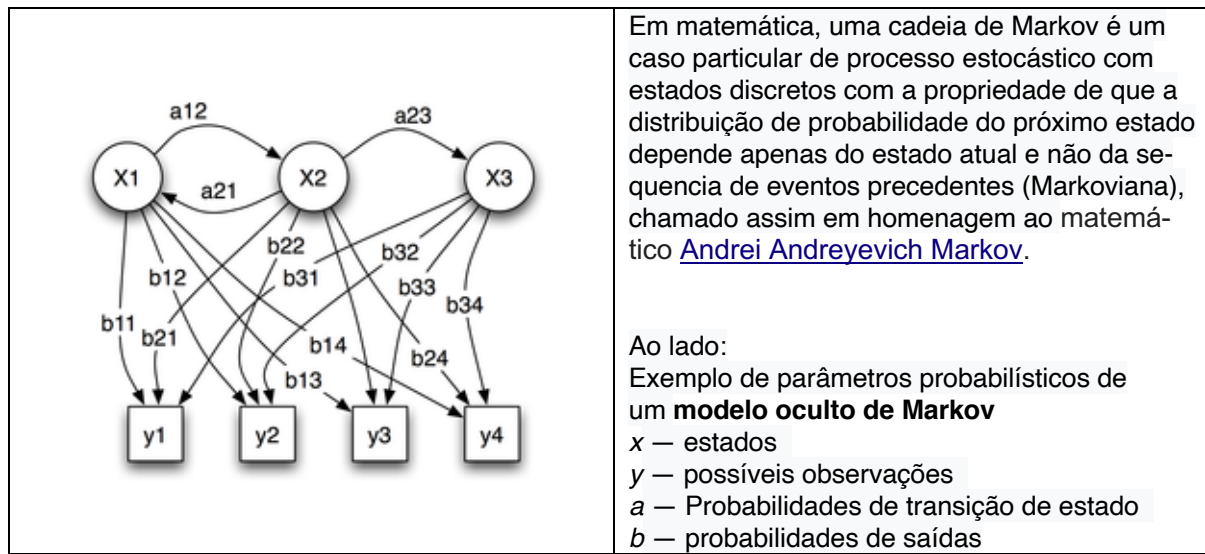 a12
a23
X1
X2
X3
a21
b22
b32
b12
b31
b33
b34
b11
b21
b14
b24
b13
y1
y2
y3
y4
Em matemática, uma cadeia de Markov é um
caso particular de processo estocástico com
estados discretos com a propriedade de que a
distribuição de probabilidade do próximo estado
depende apenas do estado atual e não da se-
quencia de eventos precedentes (Markoviana),
chamado assim em homenagem ao matemá-
tico Andrei Andreyevich Markov.
Ao lado:
Exemplo de parâmetros probabilísticos de
um modelo oculto de Markov
x — estados
y — possíveis observações
a — Probabilidades de transição de estado
b — probabilidades de saídas